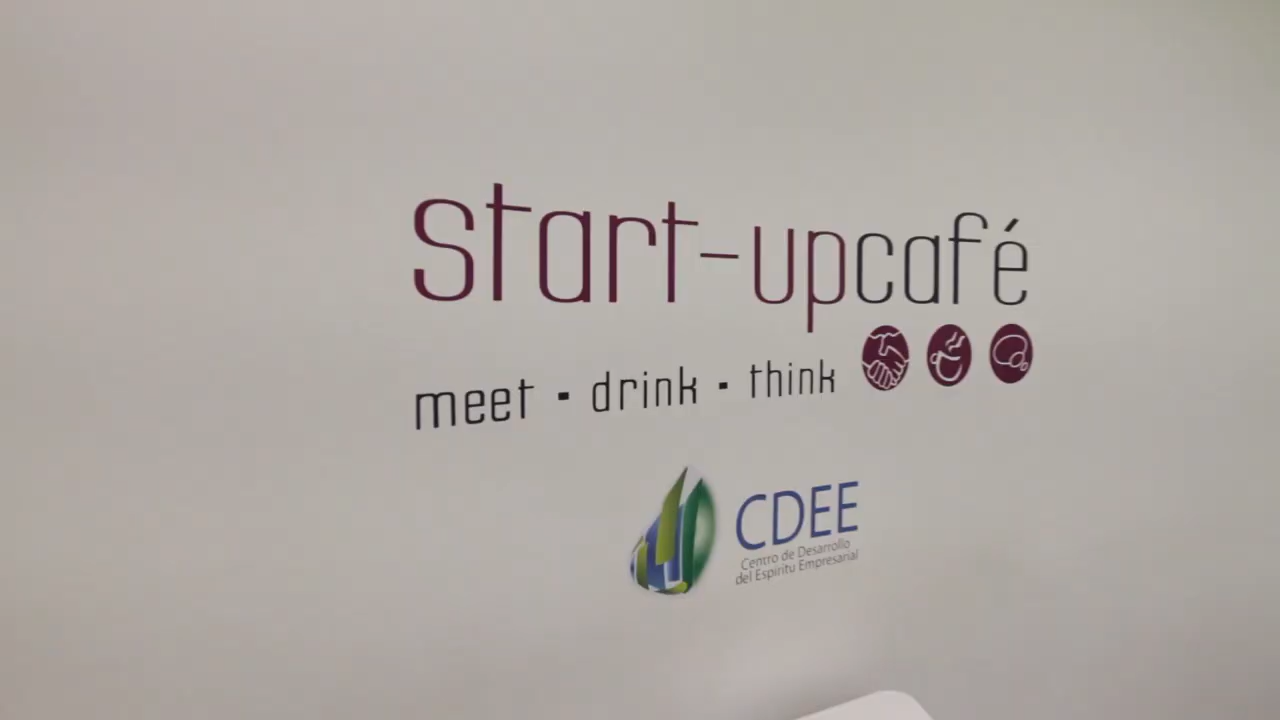 start-upcafé
meet · drink · think
CDEE
Centro de Desarrollo
del Espíritu Empresarial